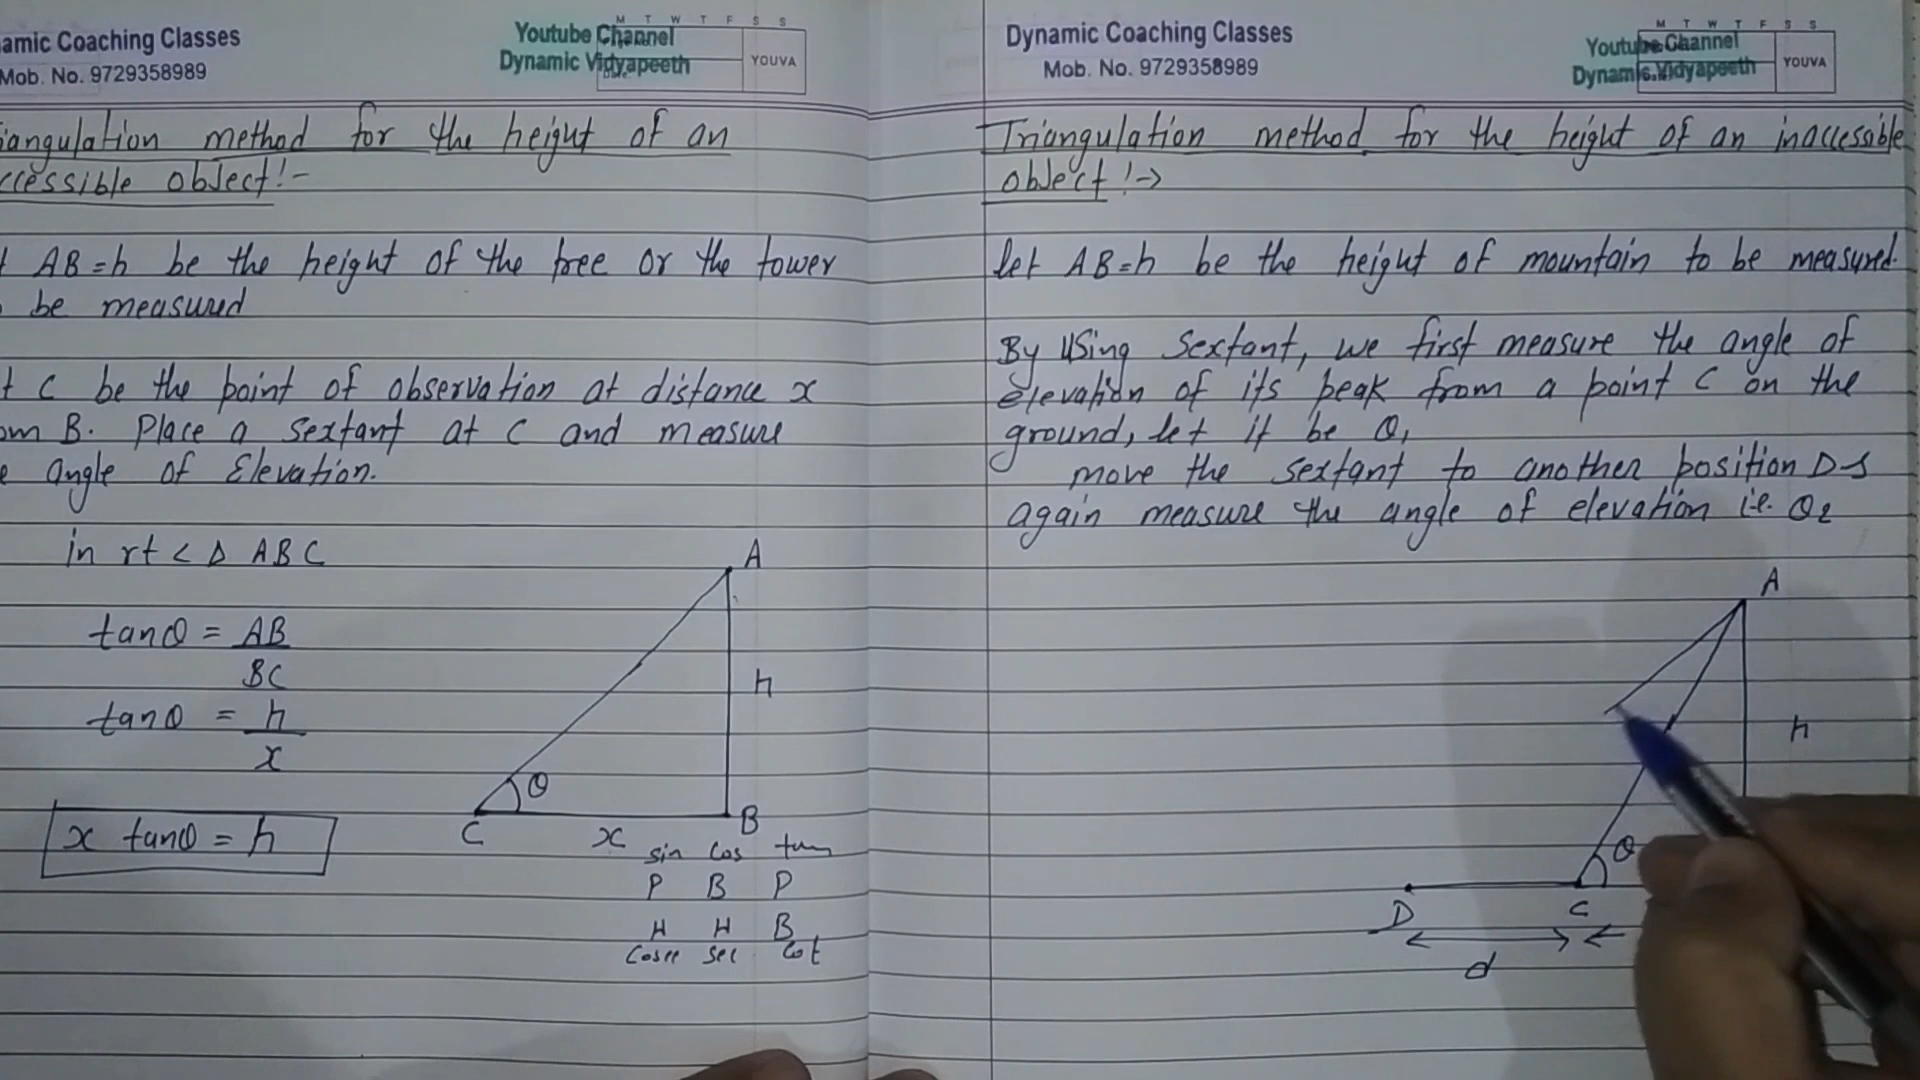 amic Coaching Classes
Mob. No. 9729358989
Youtube Channel
Dynamic Vidyapeeth
M T W T F S S
YOUVA
iangulation method for the height of an
ccessible object:-
AB=h be the height of the tree or the tower
be measured
t C be the point of observation at distance x
om B. Place a sextant at C and measure
e angle of Elevation.
in rt < Δ ABC
tanθ = AB
BC
tanθ = h
x
x tanθ = h
A
h
θ
C
x
B
sin cos tan
P B P
H H B
Cosec Sec Cot
Dynamic Coaching Classes
Mob. No. 9729358989
Youtube Channel
Dynamic Vidyapeeth
M T W T F S S
YOUVA
Triangulation method for the height of an inaccessible
object:->
let AB=h be the height of mountain to be measured.
By using Sextant, we first measure the angle of
elevation of its peak from a point C on the
ground, let it be θ1
move the sextant to another position D &
again measure the angle of elevation i.e. θ2
A
h
θ
D
C
d